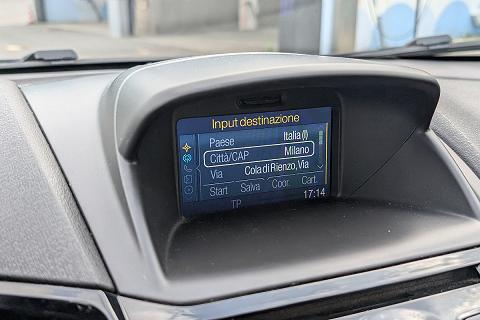 Input destinazione
Paese Italia (I)
Città/CAP Milano
Via Cola di Rienzo, Via
Start Salva Coor. Cart.
TP 17:14